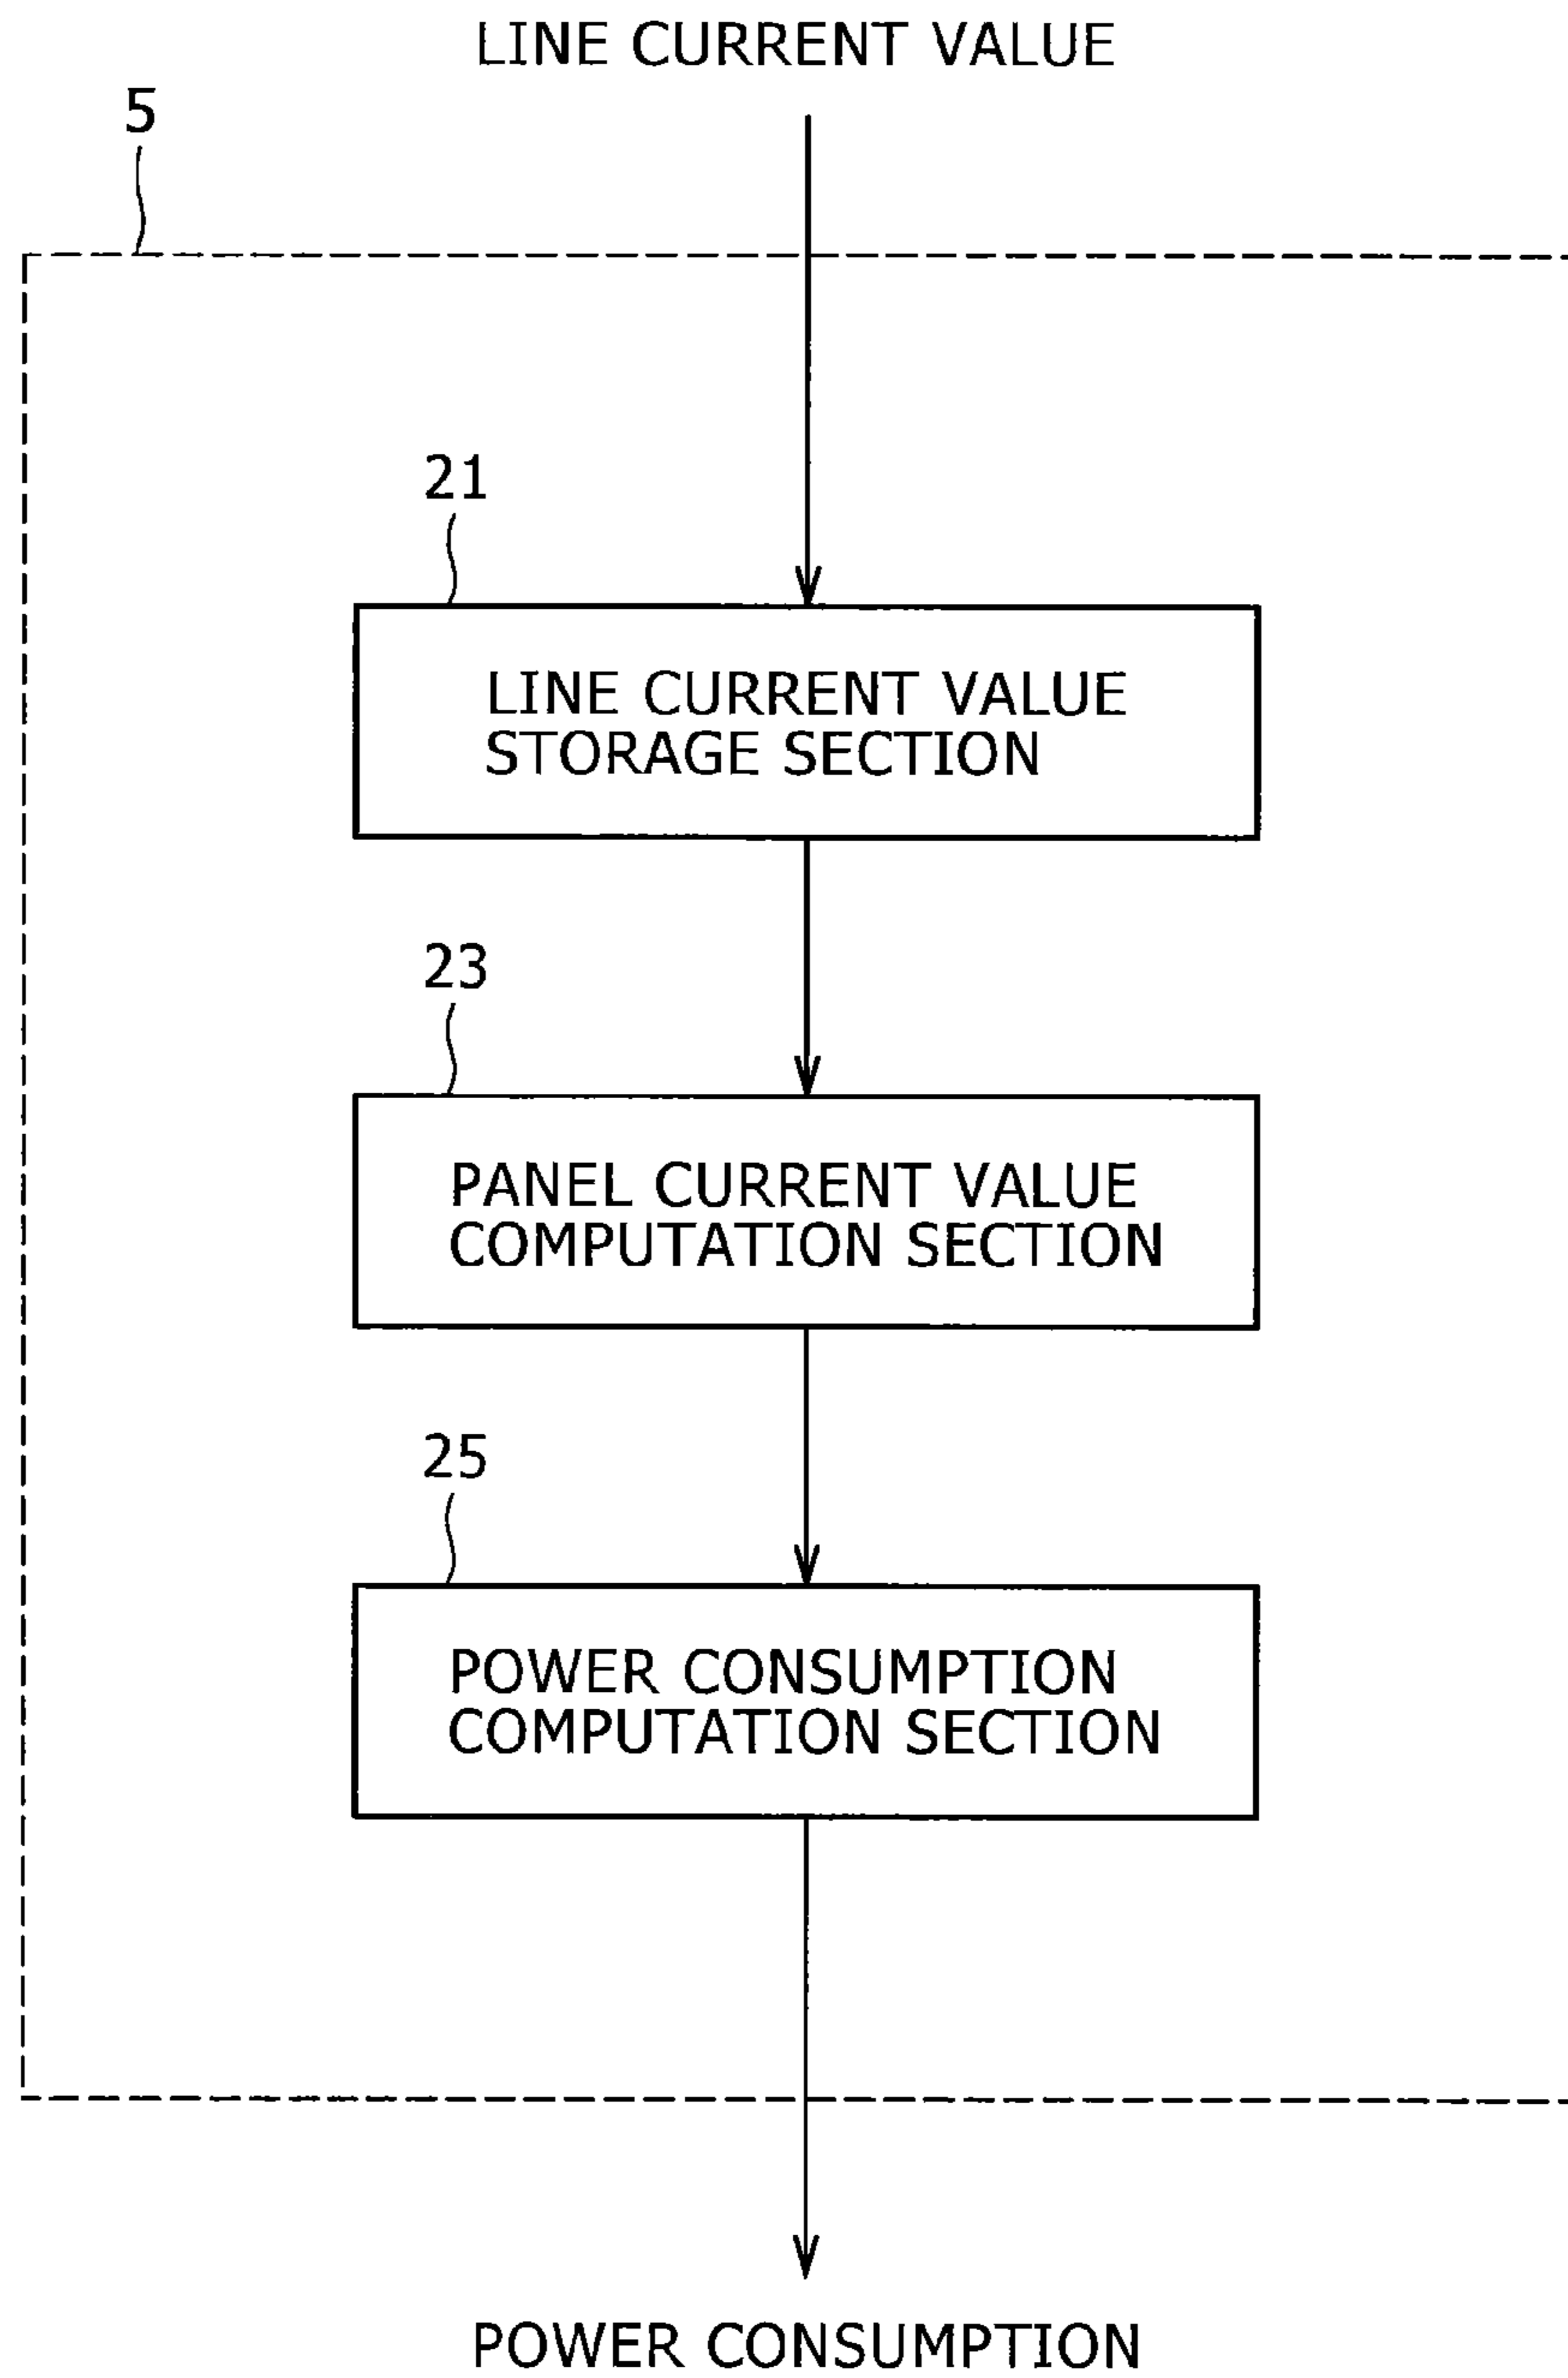 LINE CURRENT VALUE
5
21
LINE CURRENT VALUE
STORAGE SECTION
23
PANEL CURRENT VALUE
COMPUTATION SECTION
25
POWER CONSUMPTION
COMPUTATION SECTION
POWER CONSUMPTION